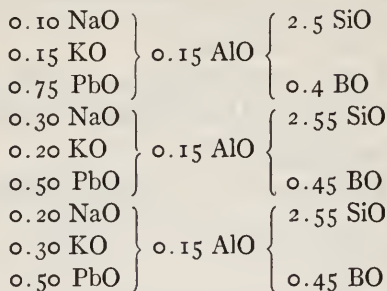 0.10 NaO } 0.15 AlO { 2.5 SiO
0.15 KO
0.75 PbO 0.4 BO
0.30 NaO } 0.15 AlO { 2.55 SiO
0.20 KO
0.50 PbO 0.45 BO
0.20 NaO } 0.15 AlO { 2.55 SiO
0.30 KO
0.50 PbO 0.45 BO